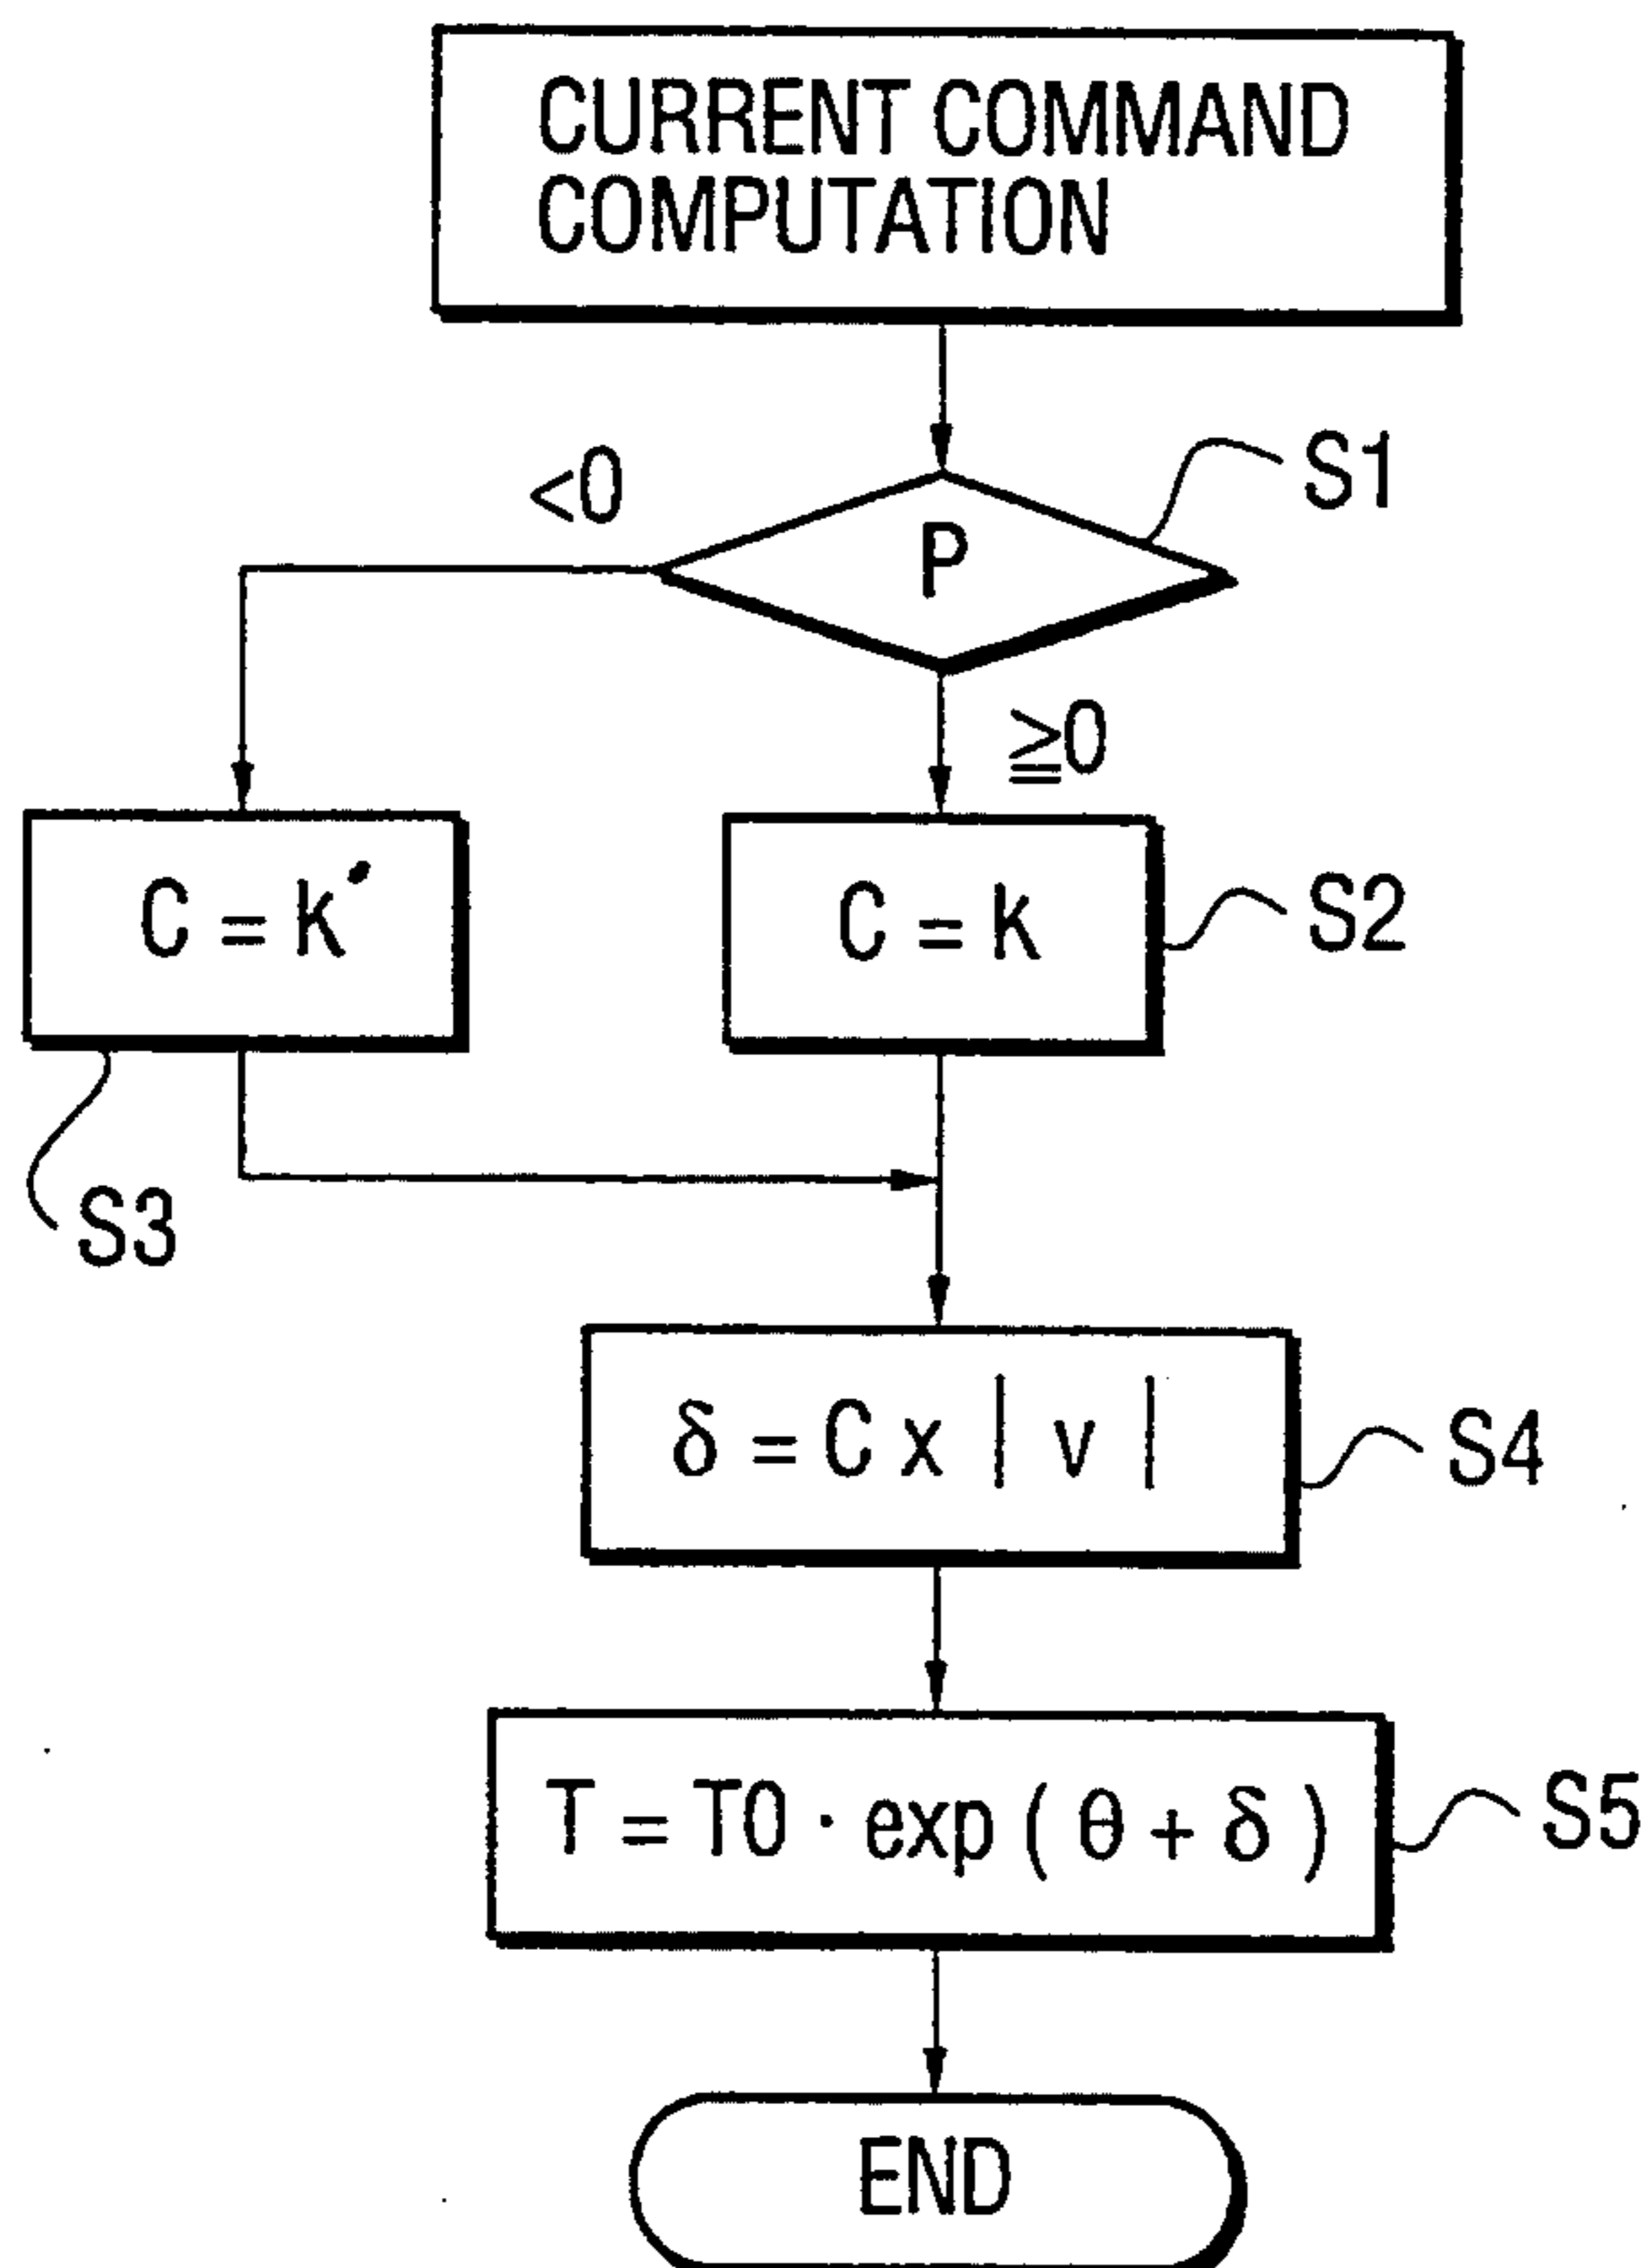 CURRENT COMMAND
COMPUTATION
<0
S1
P
≧0
C = K′
C = K
S2
S3
δ = C x | v |
S4
T = T0 · exp ( θ + δ )
S5
END